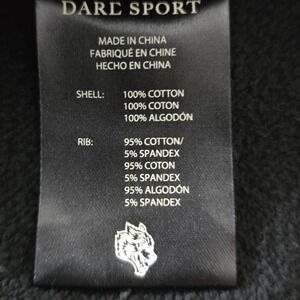 DARC SPORT
MADE IN CHINA
FABRIQUÉ EN CHINE
HECHO EN CHINA
SHELL: 100% COTTON
100% COTON
100% ALGODÓN
RIB: 95% COTTON/
5% SPANDEX
95% COTON
5% SPANDEX
95% ALGODÓN
5% SPANDEX